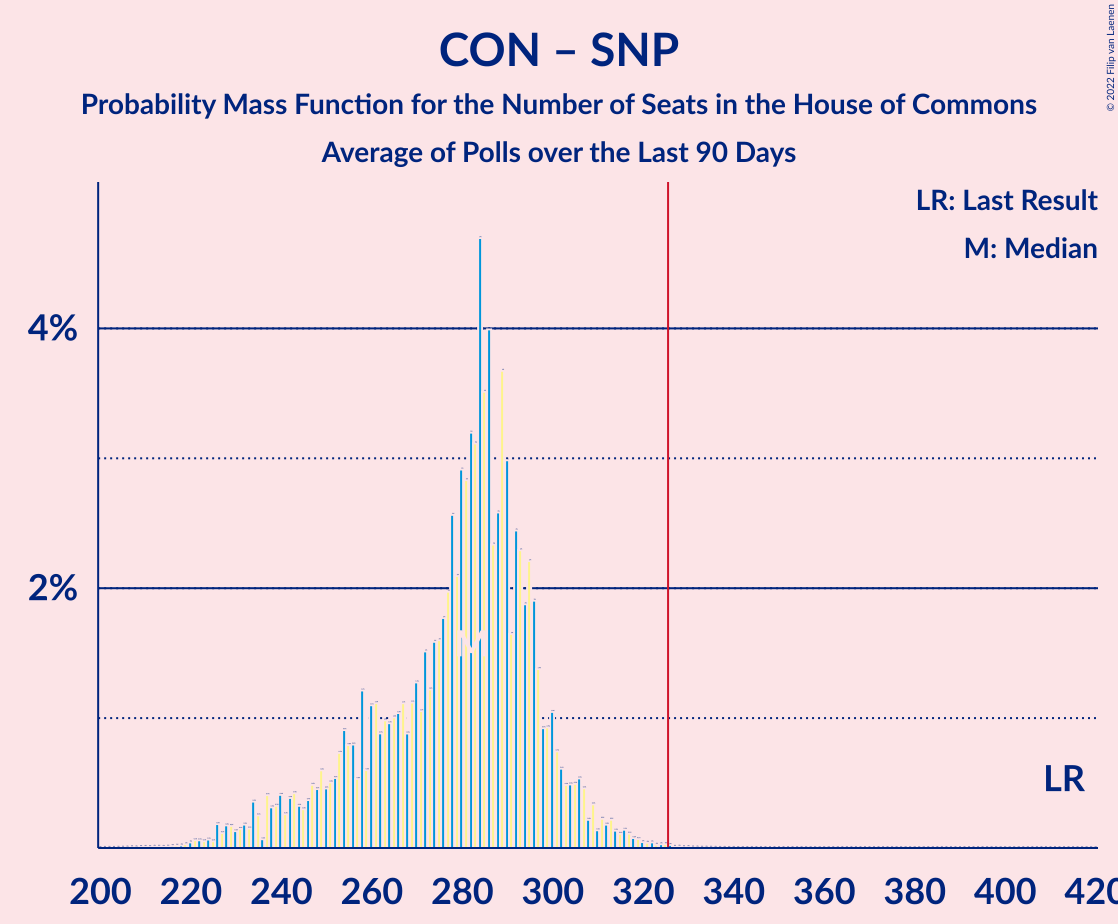 CON – SNP
Probability Mass Function for the Number of Seats in the House of Commons
Average of Polls over the Last 90 Days
© 2022 Filip van Laenen
LR: Last Result
M: Median
4%
2%
LR
200 220 240 260 280 300 320 340 360 380 400 420